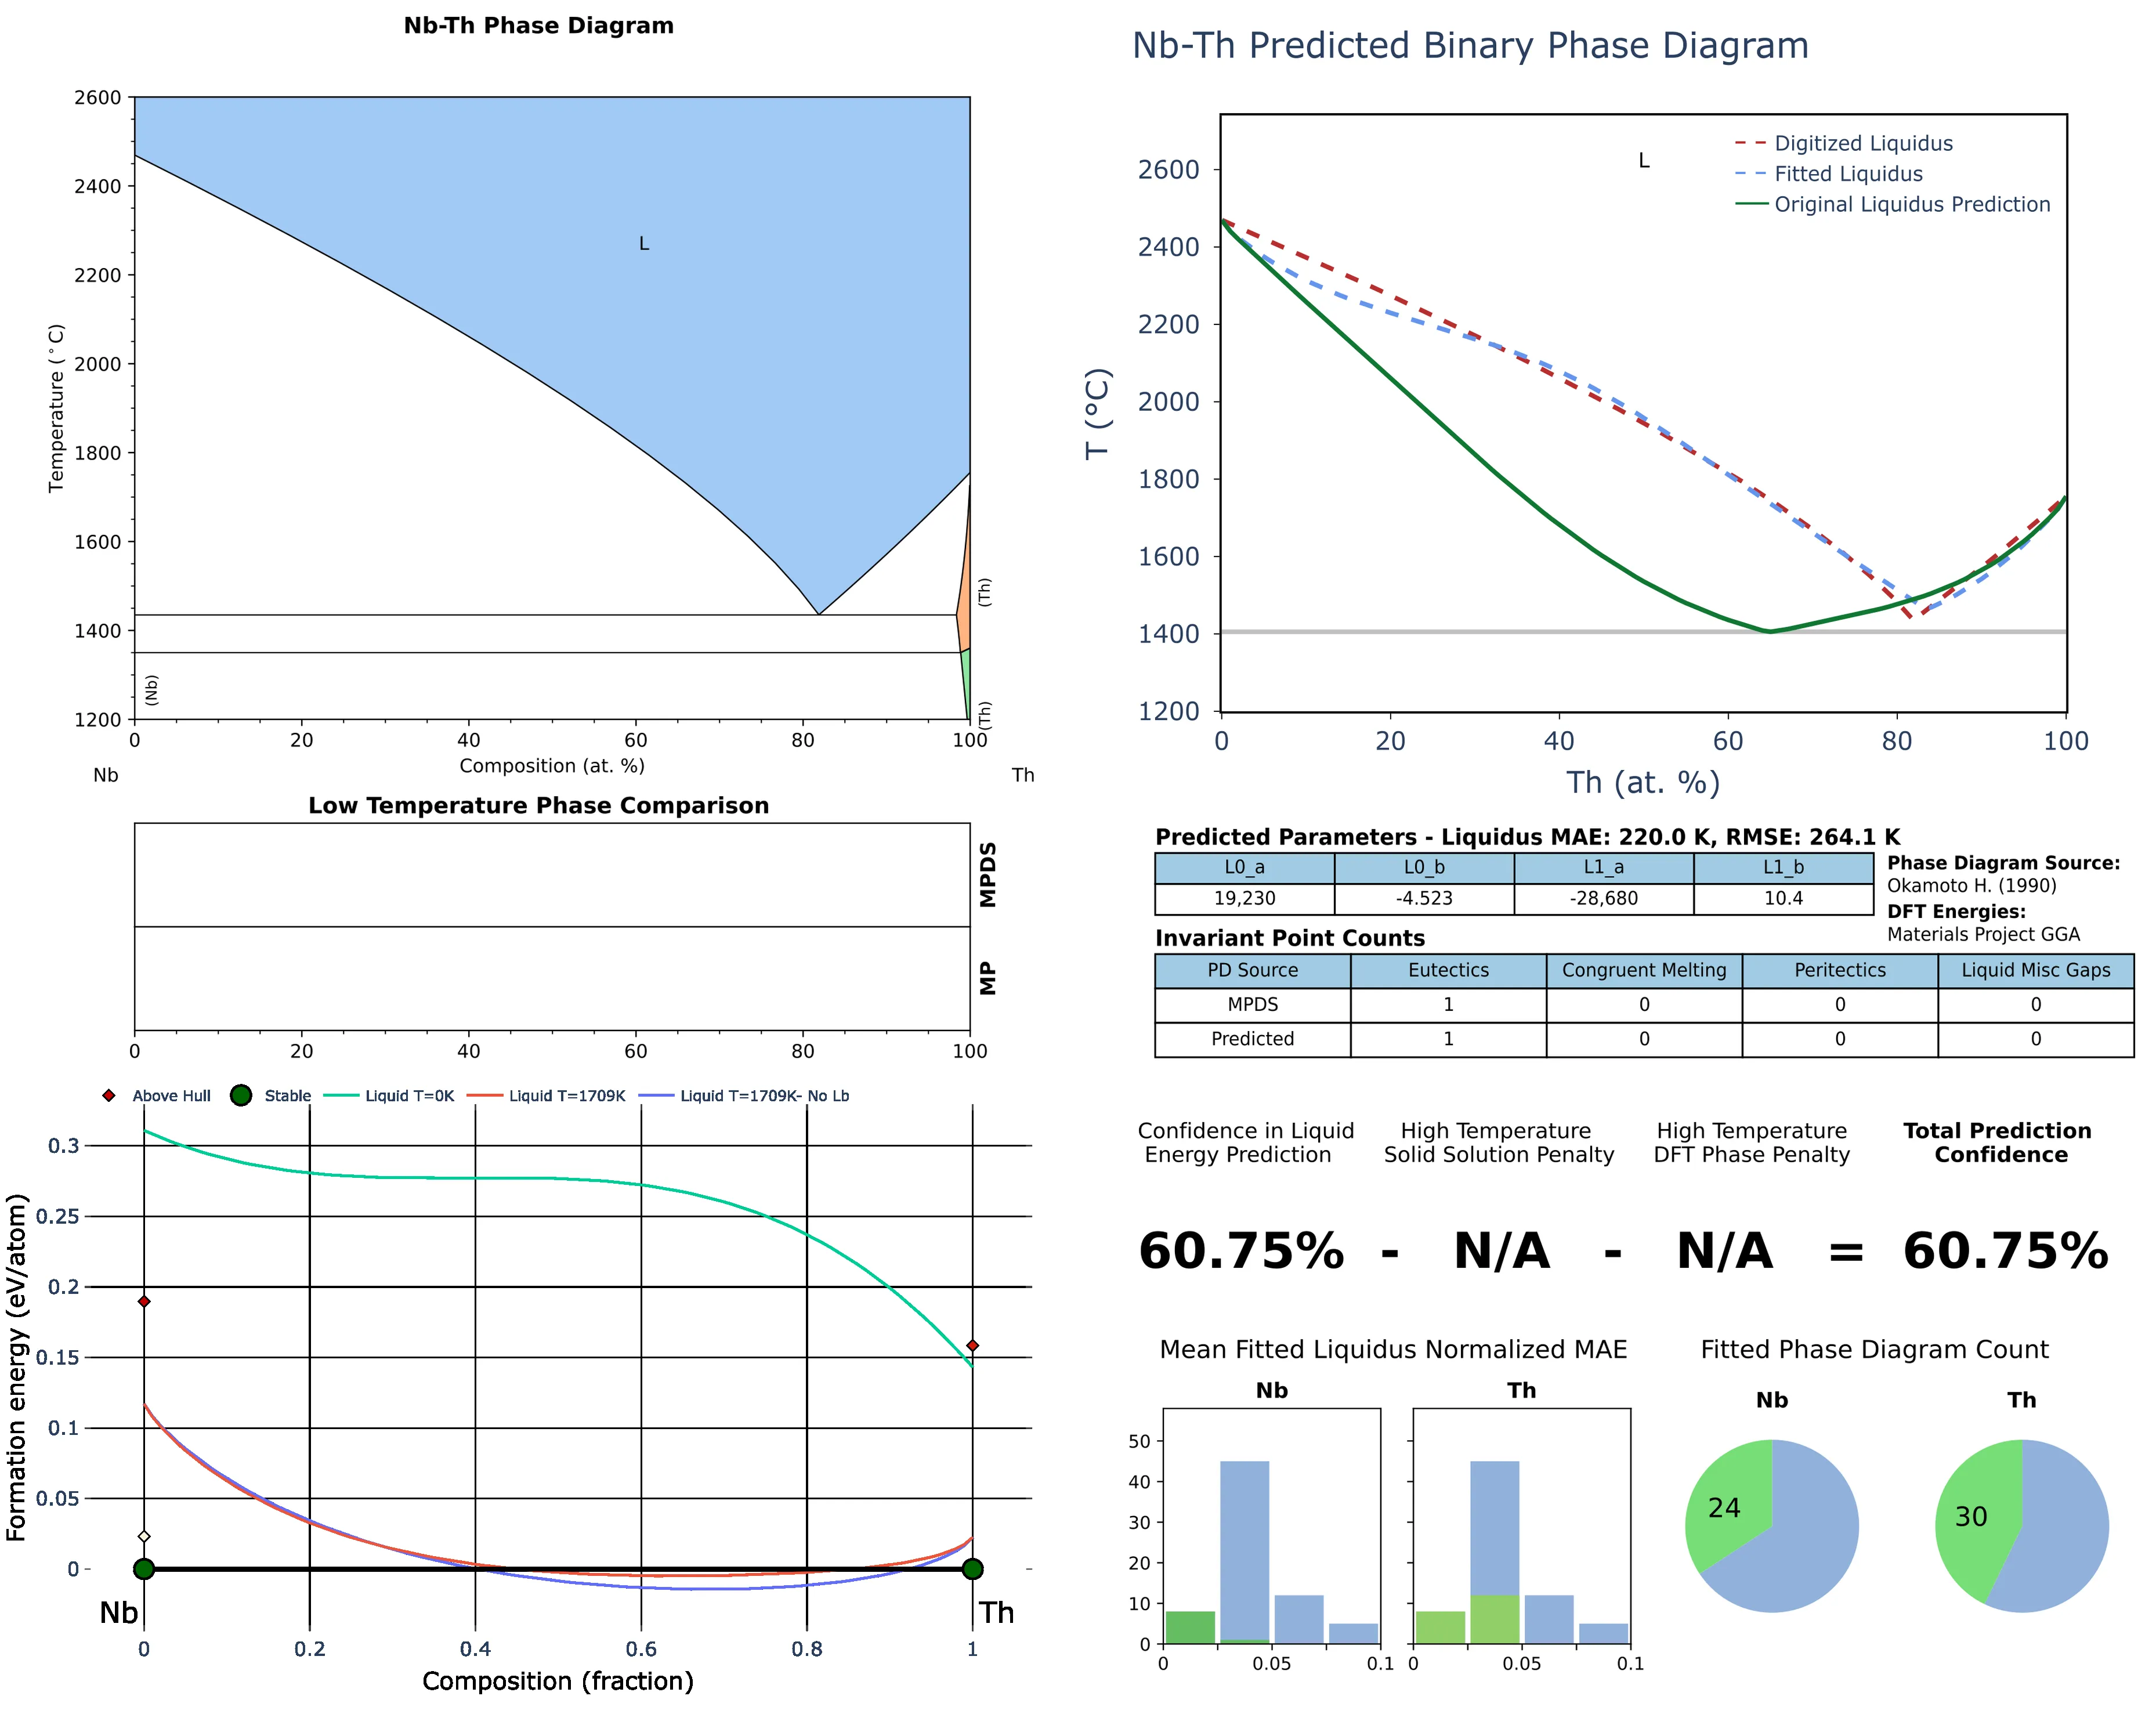 Nb-Th Phase Diagram
2600
2400
2200
2000
1800
1600
1400
1200
Temperature (°C)
L
(Th)
(Nb)
(Th)
0 20 40 60 80 100
Composition (at. %)
Nb Th
Low Temperature Phase Comparison
MPDS
MP
0 20 40 60 80 100
Above Hull Stable Liquid T=0K Liquid T=1709K Liquid T=1709K- No Lb
0.3
0.25
0.2
0.15
0.1
0.05
0
Formation energy (eV/atom)
Nb Th
0 0.2 0.4 0.6 0.8 1
Composition (fraction)
Nb-Th Predicted Binary Phase Diagram
L
Digitized Liquidus
Fitted Liquidus
Original Liquidus Prediction
2600
2400
2200
2000
1800
1600
1400
1200
T (°C)
0 20 40 60 80 100
Th (at. %)
Predicted Parameters - Liquidus MAE: 220.0 K, RMSE: 264.1 K
L0_a L0_b L1_a L1_b
19,230 -4.523 -28,680 10.4
Phase Diagram Source:
Okamoto H. (1990)
DFT Energies:
Materials Project GGA
Invariant Point Counts
PD Source Eutectics Congruent Melting Peritectics Liquid Misc Gaps
MPDS 1 0 0 0
Predicted 1 0 0 0
Confidence in Liquid
Energy Prediction
High Temperature
Solid Solution Penalty
High Temperature
DFT Phase Penalty
Total Prediction
Confidence
60.75% - N/A - N/A = 60.75%
Mean Fitted Liquidus Normalized MAE
Nb Th
50
40
30
20
10
0
0 0.05 0.1 0 0.05 0.1
Fitted Phase Diagram Count
Nb Th
24 30